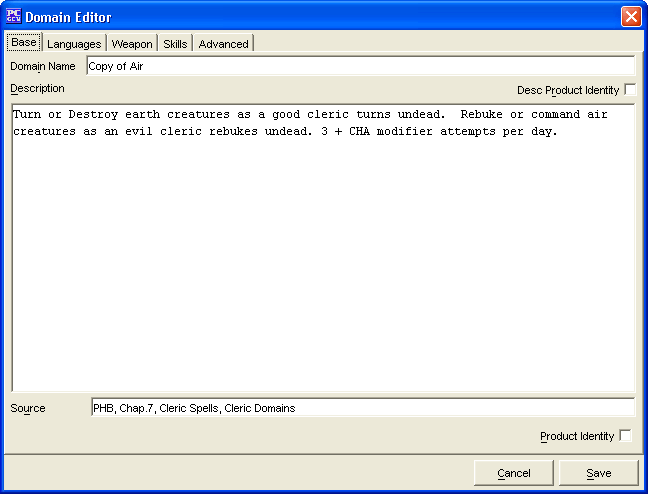 PC GEN Domain Editor
Base Languages Weapon Skills Advanced
Domain Name Copy of Air
Description Desc Product Identity
Turn or Destroy earth creatures as a good cleric turns undead.  Rebuke or command air
creatures as an evil cleric rebukes undead. 3 + CHA modifier attempts per day.
Source PHB, Chap.7, Cleric Spells, Cleric Domains
Product Identity
Cancel Save